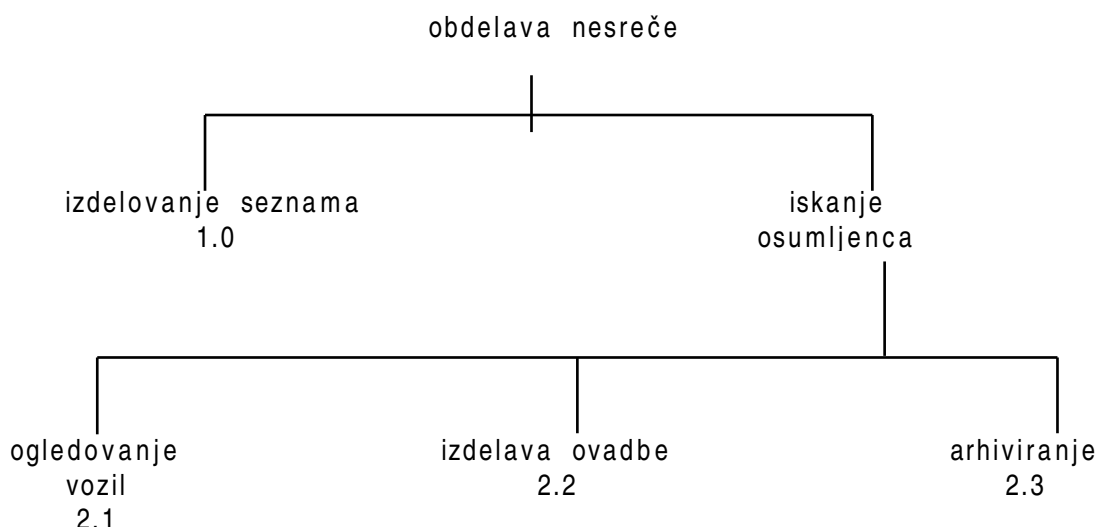 obdelava nesreče
izdelovanje seznama
1.0
iskanje
osumljenca
ogledovanje
vozil
2.1
izdelava ovadbe
2.2
arhiviranje
2.3